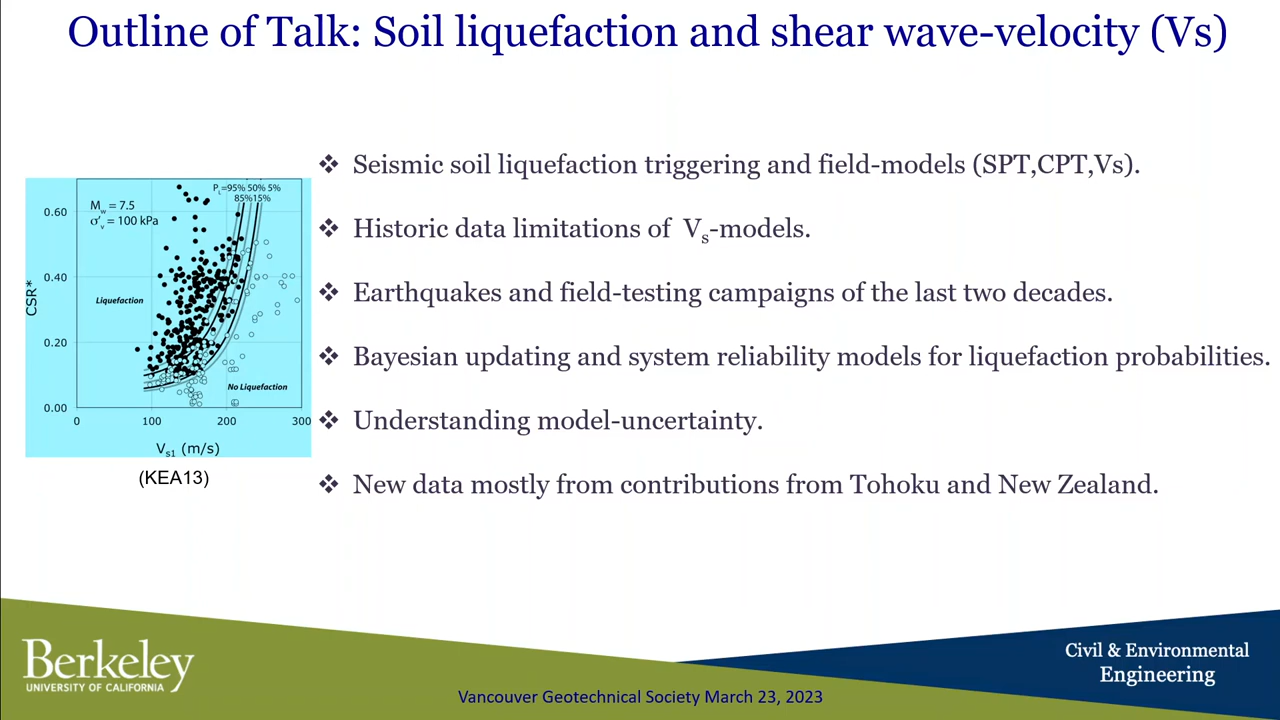 Outline of Talk: Soil liquefaction and shear wave-velocity (Vs)
❖ Seismic soil liquefaction triggering and field-models (SPT,CPT,Vs).
❖ Historic data limitations of Vs-models.
❖ Earthquakes and field-testing campaigns of the last two decades.
❖ Bayesian updating and system reliability models for liquefaction probabilities.
❖ Understanding model-uncertainty.
❖ New data mostly from contributions from Tohoku and New Zealand.
PL=95% 50% 5%
85%15%
Mw = 7.5
σ'v = 100 kPa
0.60
0.40
0.20
0.00
CSR*
Liquefaction
No Liquefaction
0 100 200 300
Vs1 (m/s)
(KEA13)
Berkeley
UNIVERSITY OF CALIFORNIA
Vancouver Geotechnical Society March 23, 2023
Civil & Environmental
Engineering